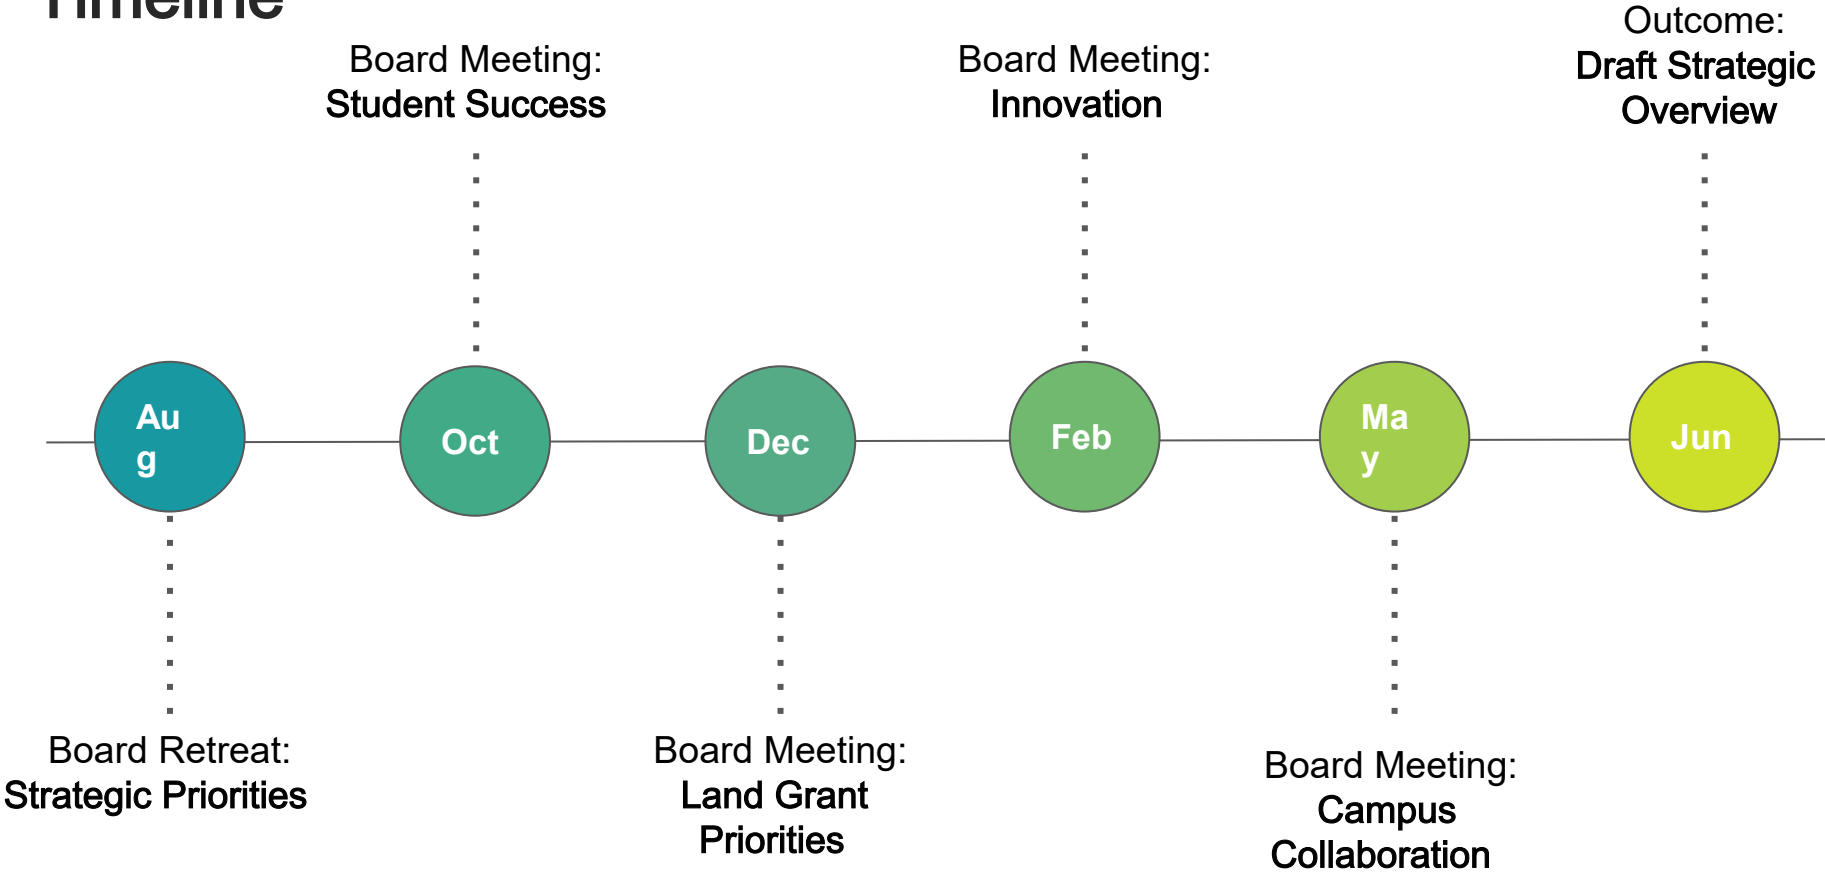 Timeline
Board Meeting:
Student Success
Board Meeting:
Innovation
Outcome:
Draft Strategic
Overview
Au
g
Oct
Dec
Feb
Ma
y
Jun
Board Retreat:
Strategic Priorities
Board Meeting:
Land Grant
Priorities
Board Meeting:
Campus
Collaboration